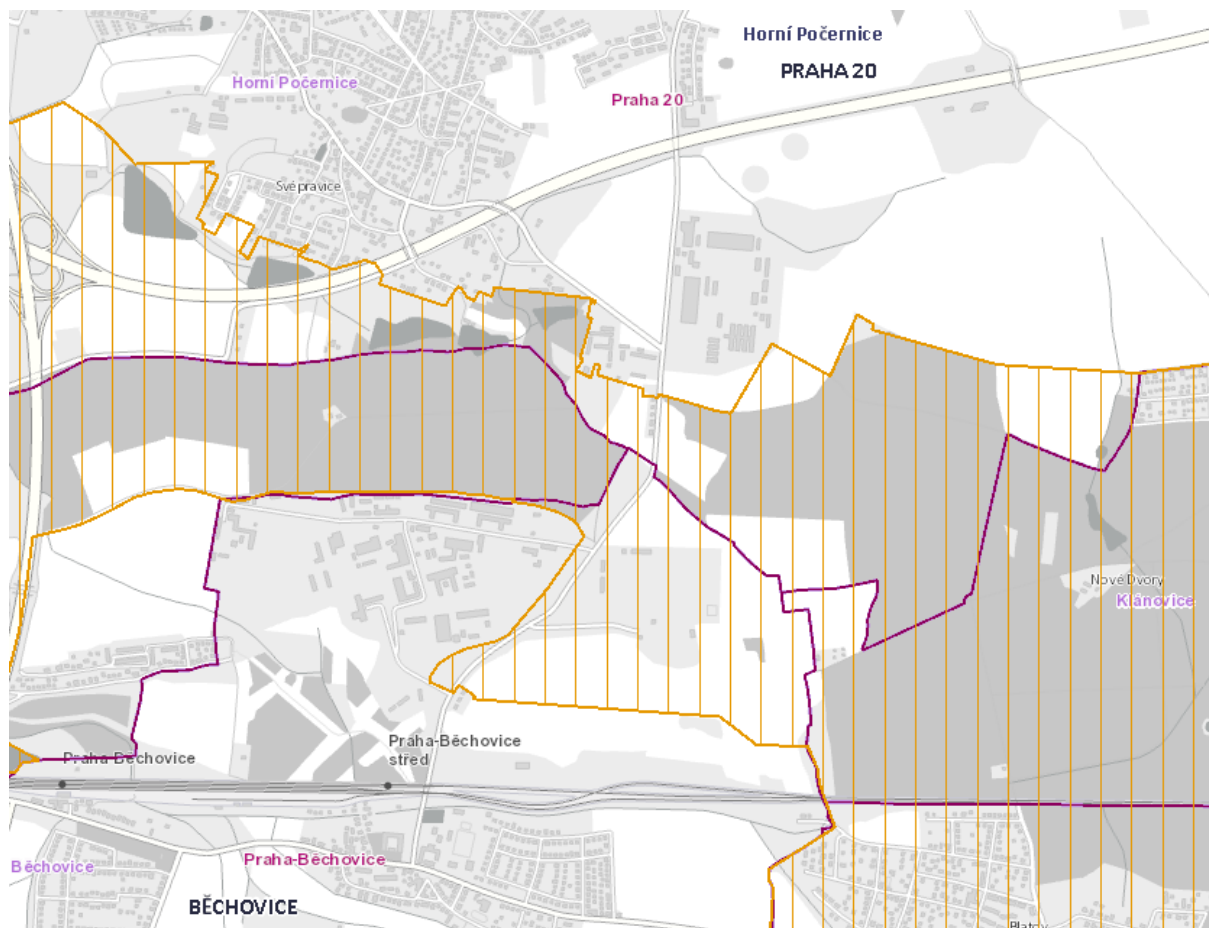 Horní Počernice
PRAHA 20
Horní Počernice
Praha 20
Svépravice
Nové Dvory
Klánovice
Praha-Běchovice
střed
Praha-Běchovice
Praha-Běchovice
Běchovice
BĚCHOVICE
Blatov